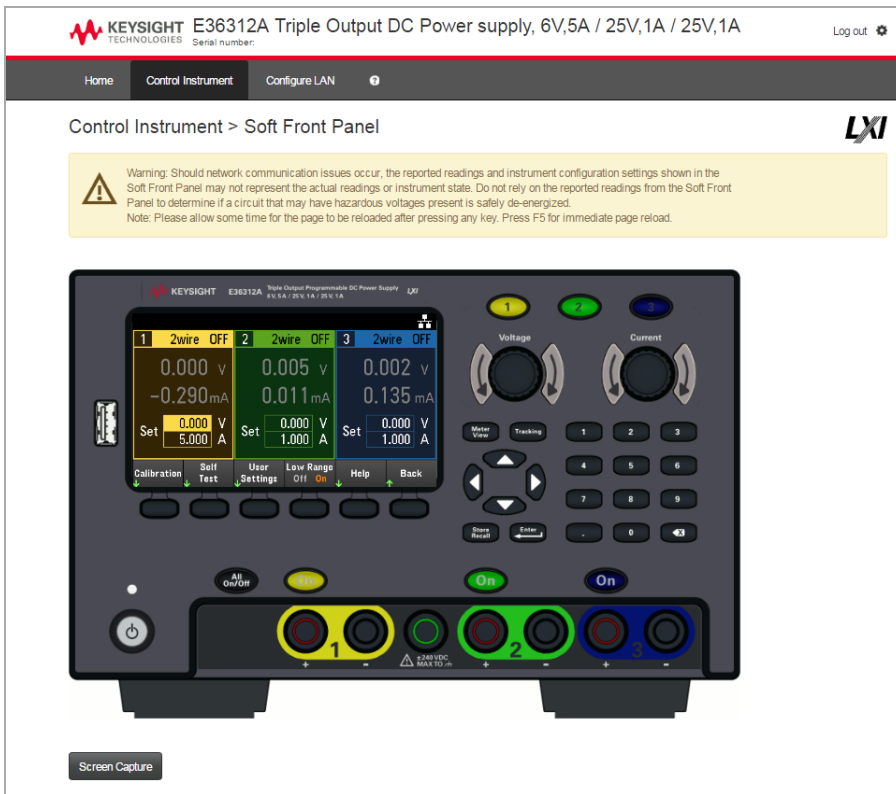 KEYSIGHT
TECHNOLOGIES
E36312A Triple Output DC Power supply, 6V,5A / 25V,1A / 25V,1A
Serial number:
Log out
Home Control Instrument Configure LAN ?
Control Instrument > Soft Front Panel
LXI
Warning: Should network communication issues occur, the reported readings and instrument configuration settings shown in the
Soft Front Panel may not represent the actual readings or instrument state. Do not rely on the reported readings from the Soft Front
Panel to determine if a circuit that may have hazardous voltages present is safely de-energized.
Note: Please allow some time for the page to be reloaded after pressing any key. Press F5 for immediate page reload.
KEYSIGHT E36312A Triple Output Programmable DC Power Supply LXI
6V, 5A / 25V, 1A / 25V, 1A
1 2 3
1 2wire OFF 2 2wire OFF 3 2wire OFF
Voltage Current
0.000 V 0.005 V 0.002 V
-0.290 mA 0.011 mA 0.135 mA
Set 0.000 V Set 0.000 V Set 0.000 V
5.000 A 1.000 A 1.000 A
Meter View Tracking 1 2 3
Calibration Self Test User Settings Low Range Off On Help Back
4 5 6
7 8 9
Store Recall Enter . 0
All On/Off On On On
1 2 3
+ - ±240 VDC MAX TO + - + -
Screen Capture